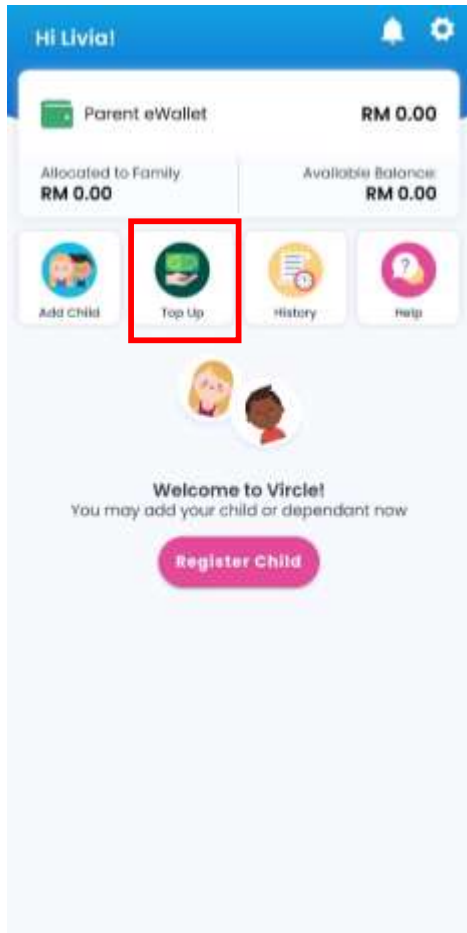 Hi Livia!
Parent eWallet RM 0.00
Allocated to Family Available Balance:
RM 0.00 RM 0.00
Add Child Top Up History Help
Welcome to Vircle!
You may add your child or dependant now
Register Child